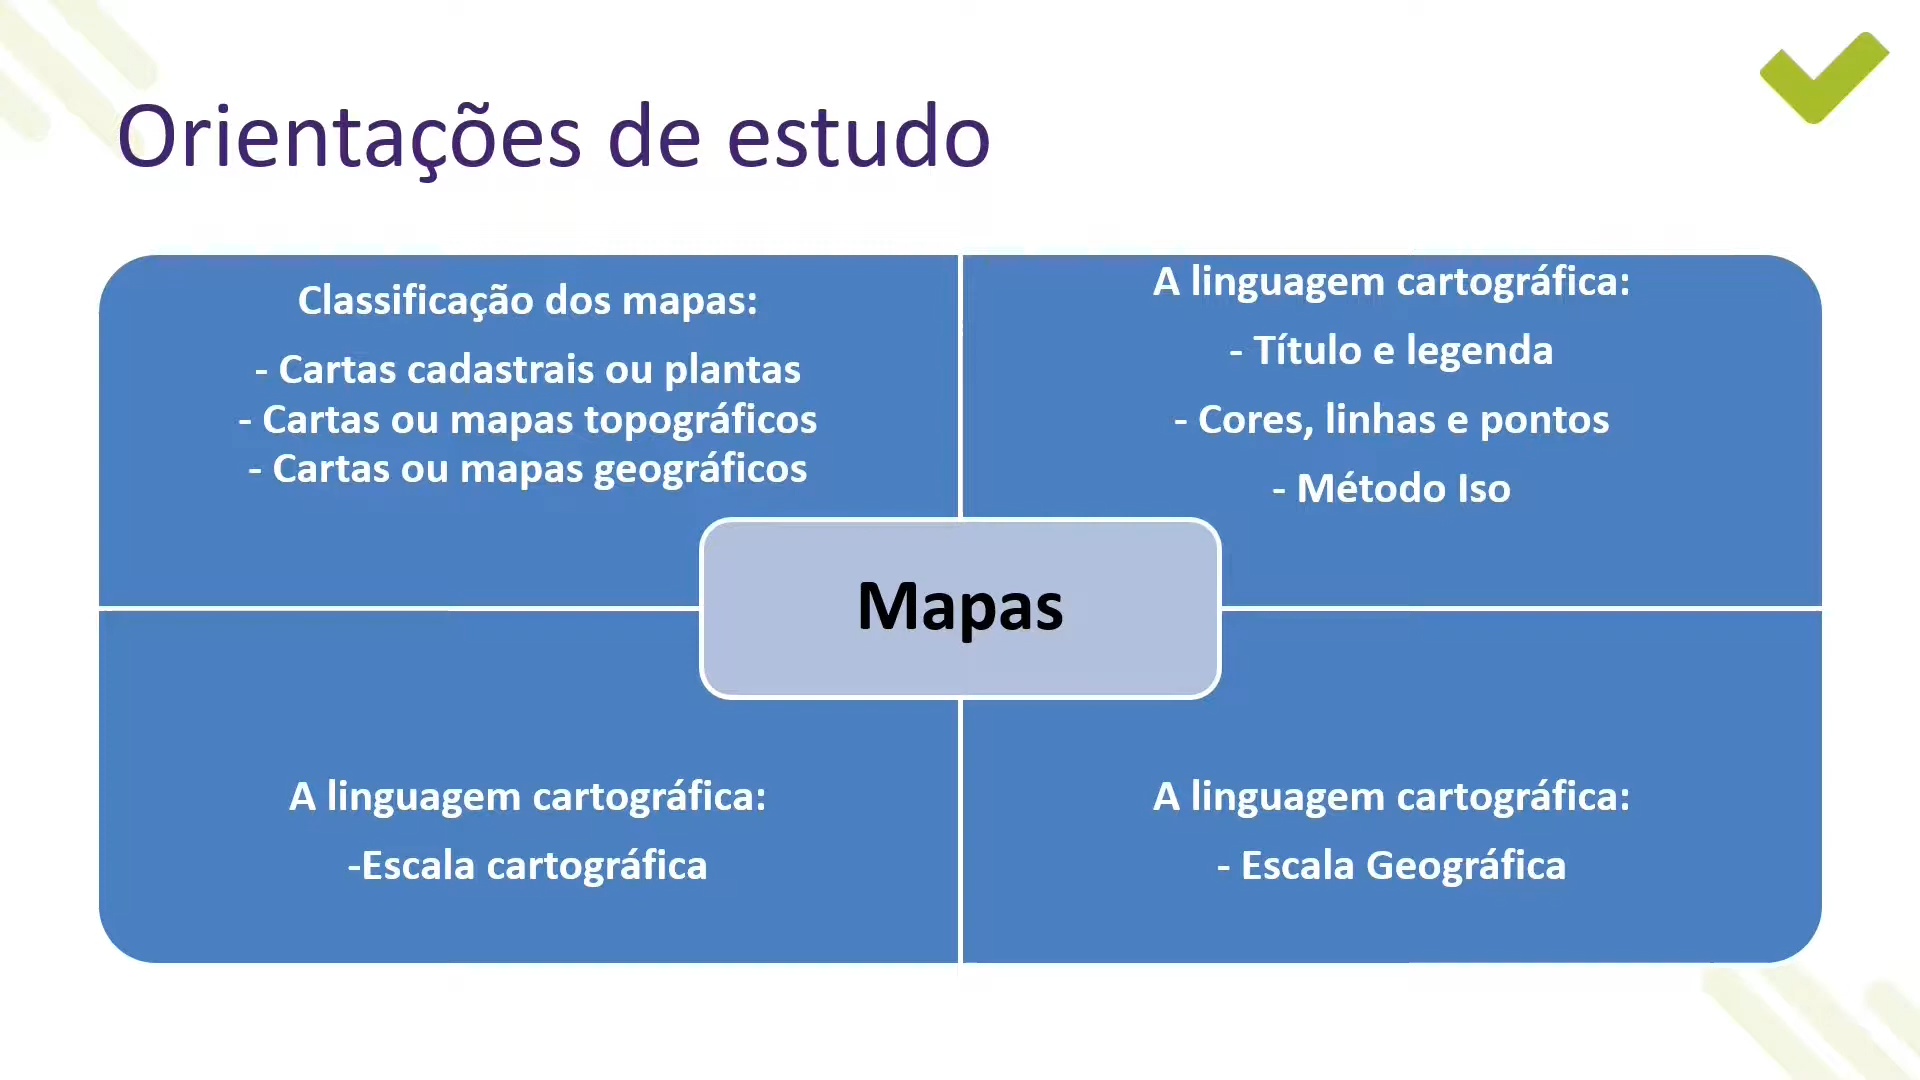 Orientações de estudo
Classificação dos mapas:
- Cartas cadastrais ou plantas
- Cartas ou mapas topográficos
- Cartas ou mapas geográficos
A linguagem cartográfica:
- Título e legenda
- Cores, linhas e pontos
- Método Iso
Mapas
A linguagem cartográfica:
-Escala cartográfica
A linguagem cartográfica:
- Escala Geográfica